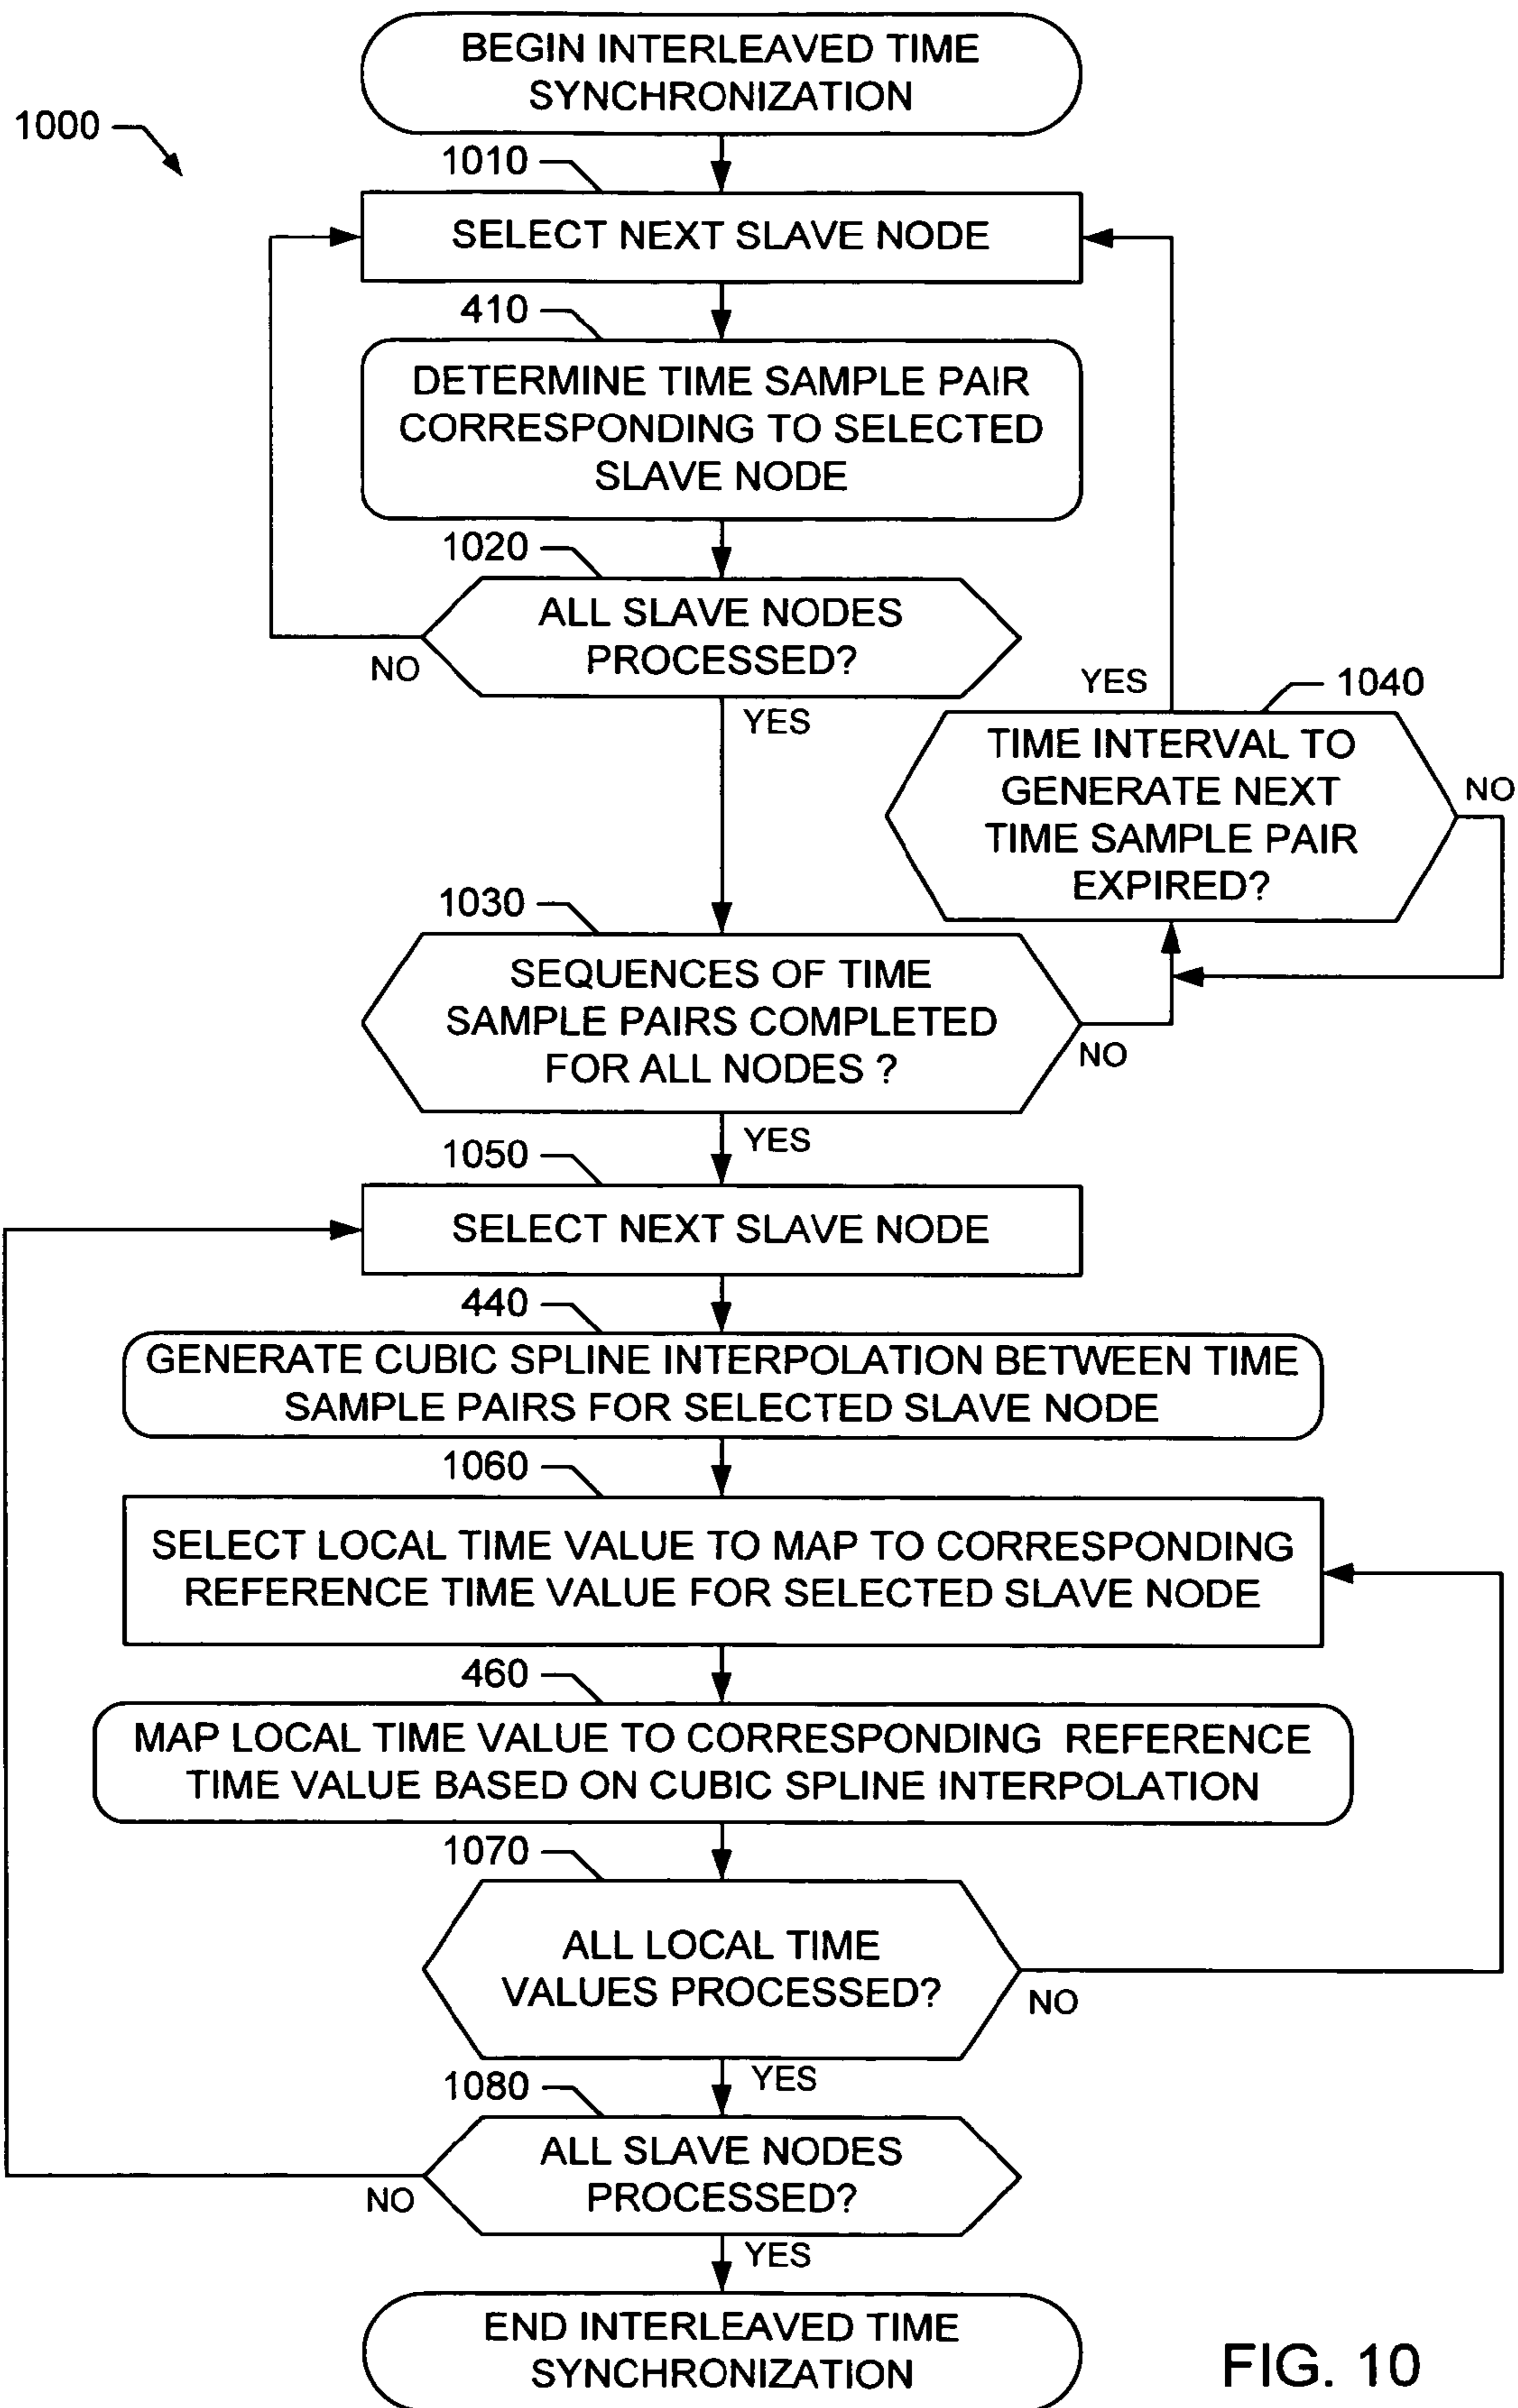 BEGIN INTERLEAVED TIME
SYNCHRONIZATION
1000
1010
SELECT NEXT SLAVE NODE
410
DETERMINE TIME SAMPLE PAIR
CORRESPONDING TO SELECTED
SLAVE NODE
1020
ALL SLAVE NODES
PROCESSED?
NO
YES
YES
1040
TIME INTERVAL TO
GENERATE NEXT
TIME SAMPLE PAIR
EXPIRED?
NO
1030
SEQUENCES OF TIME
SAMPLE PAIRS COMPLETED
FOR ALL NODES ?
NO
YES
1050
SELECT NEXT SLAVE NODE
440
GENERATE CUBIC SPLINE INTERPOLATION BETWEEN TIME
SAMPLE PAIRS FOR SELECTED SLAVE NODE
1060
SELECT LOCAL TIME VALUE TO MAP TO CORRESPONDING
REFERENCE TIME VALUE FOR SELECTED SLAVE NODE
460
MAP LOCAL TIME VALUE TO CORRESPONDING REFERENCE
TIME VALUE BASED ON CUBIC SPLINE INTERPOLATION
1070
ALL LOCAL TIME
VALUES PROCESSED?
NO
YES
1080
ALL SLAVE NODES
PROCESSED?
NO
YES
END INTERLEAVED TIME
SYNCHRONIZATION
FIG. 10